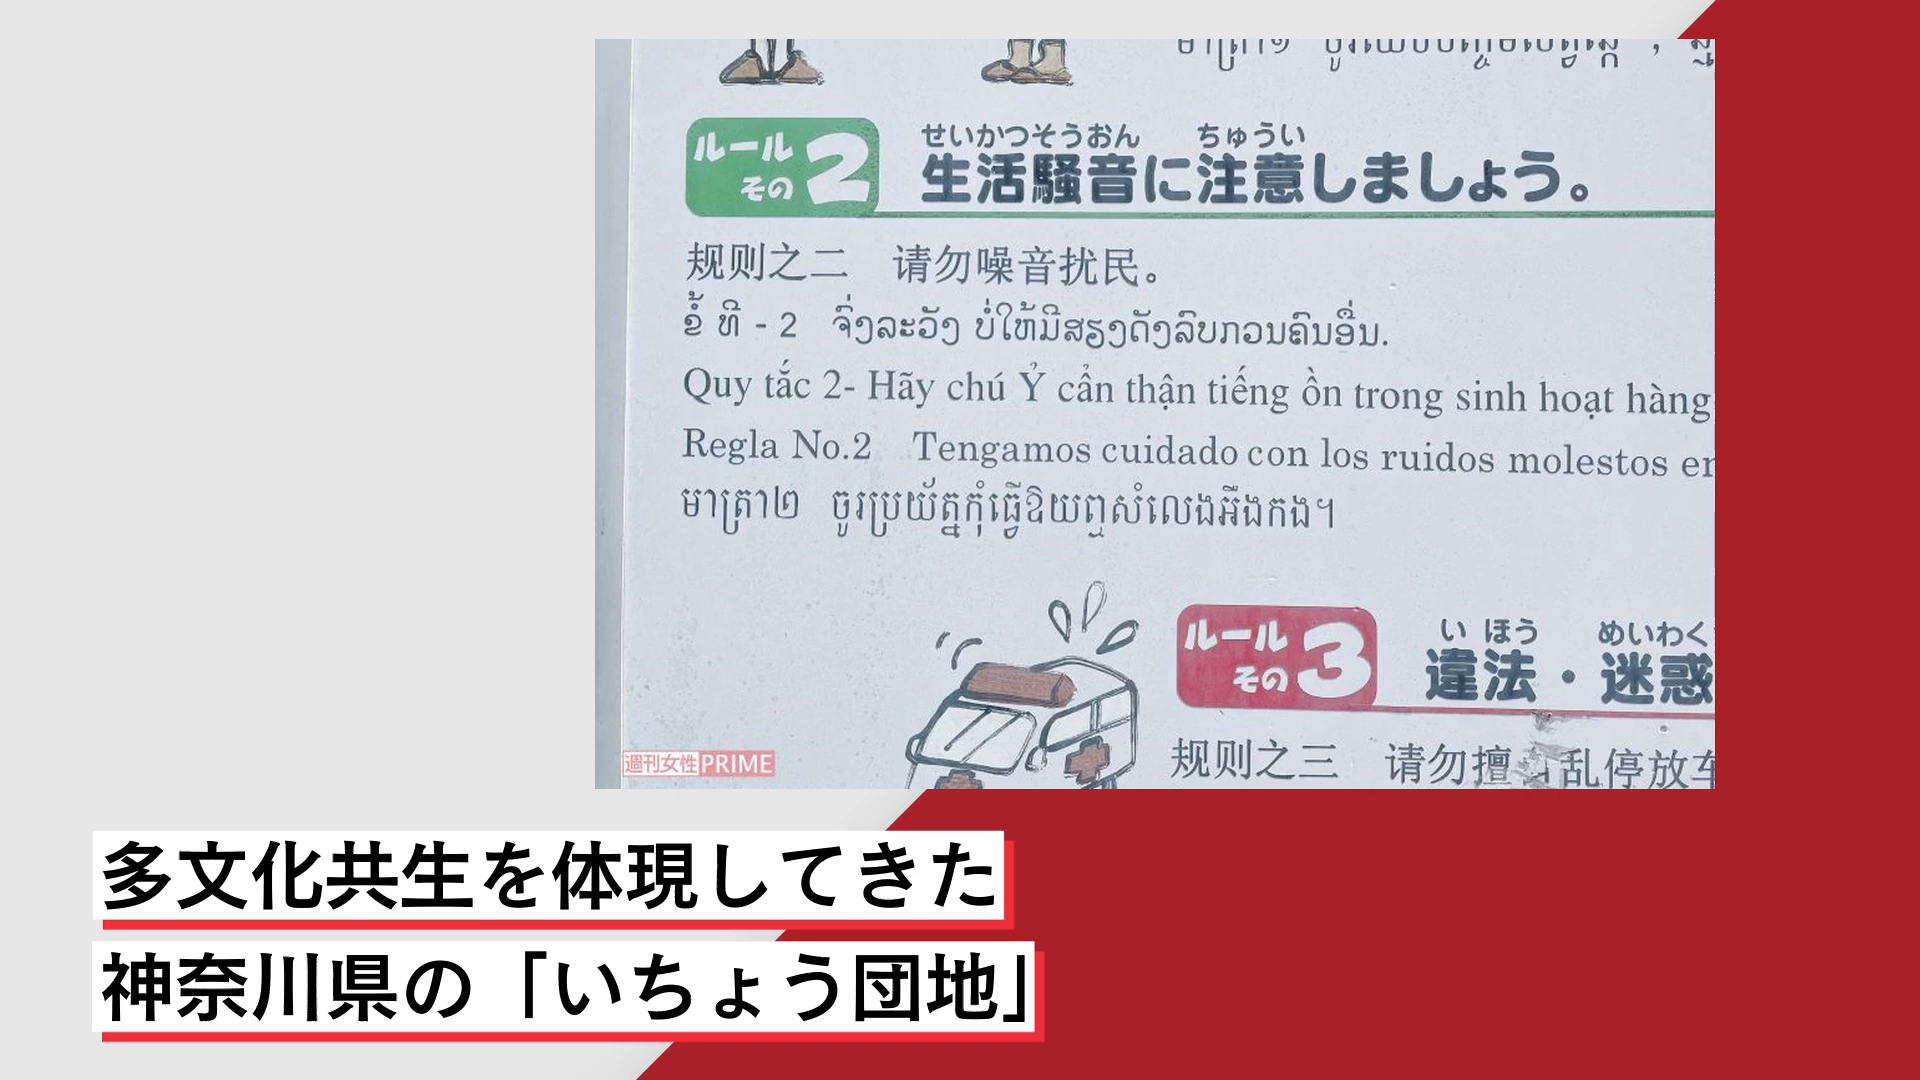 ルール
その2
せいかつそうおん ちゅうい
生活騒音に注意しましょう。
规则之二 请勿噪音扰民。
ຂໍ້ ທີ - 2 ຈົ່ງລະວັງ ບໍ່ໃຫ້ມີສຽງດັງລົບກວນຄົນອື່ນ.
Quy tắc 2- Hãy chú Ỷ cẩn thận tiếng ồn trong sinh hoạt hàng
Regla No.2 Tengamos cuidado con los ruidos molestos en
មាត្រា២ ចូរប្រយ័ត្នកុំធ្វើឱយឮសំលេងអឺងកង។
ルール
その3
い ほう めいわく
違法・迷惑
规则之三 请勿擅 乱停放车
週刊女性PRIME
多文化共生を体現してきた
神奈川県の「いちょう団地」